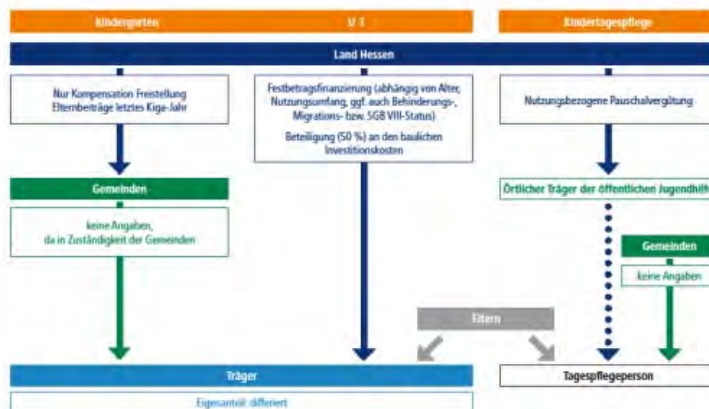 Kindergarten
U 3
Kindertagespflege
Land Hessen
Nur Kompensation Freistellung
Elternbeiträge letztes Kiga-Jahr
Festbetragsfinanzierung (abhängig von Alter,
Nutzungsumfang, ggf. auch Behinderungs-,
Migrations- bzw. SGB VIII-Status)
Beteiligung (50 %) an den baulichen
Investitionskosten
Nutzungsbezogene Pauschalvergütung
Gemeinden
keine Angaben,
da in Zuständigkeit der Gemeinden
Örtlicher Träger der öffentlichen Jugendhilfe
Gemeinden
keine Angaben
Eltern
Träger
Eigenanteil differiert
Tagespflegeperson